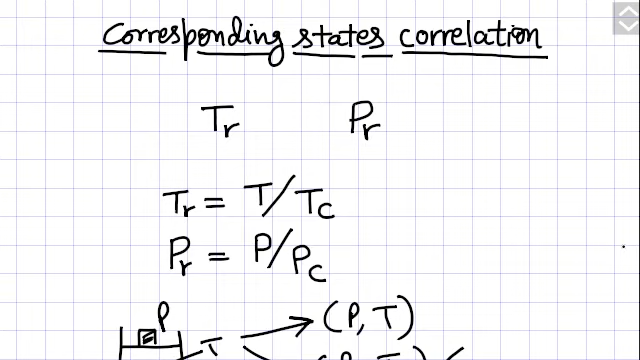 Corresponding states correlation
Tr Pr
Tr = T/Tc
Pr = P/Pc
P
T (P, T)